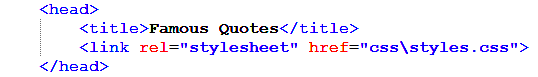 <head>
<title>Famous Quotes</title>
<link rel="stylesheet" href="css\styles.css">
</head>